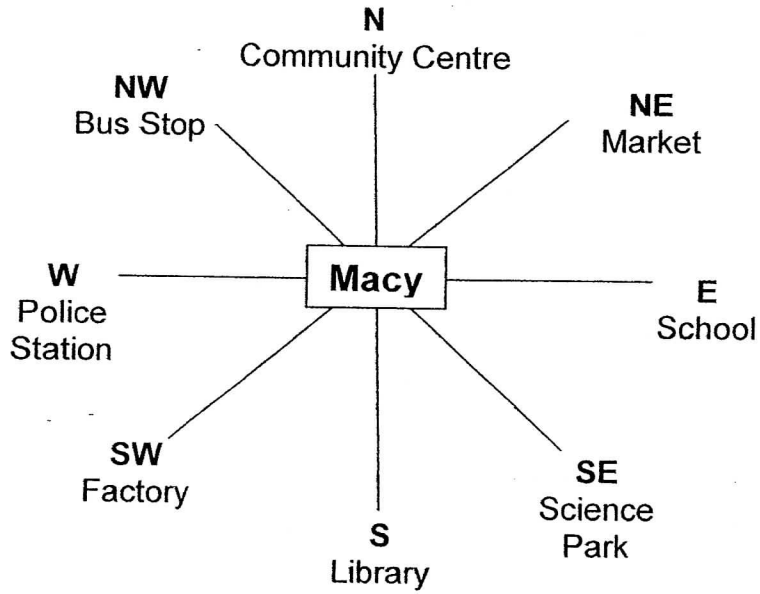 N
Community Centre
NW
Bus Stop
NE
Market
Macy
W
Police
Station
E
School
SW
Factory
SE
Science
Park
S
Library